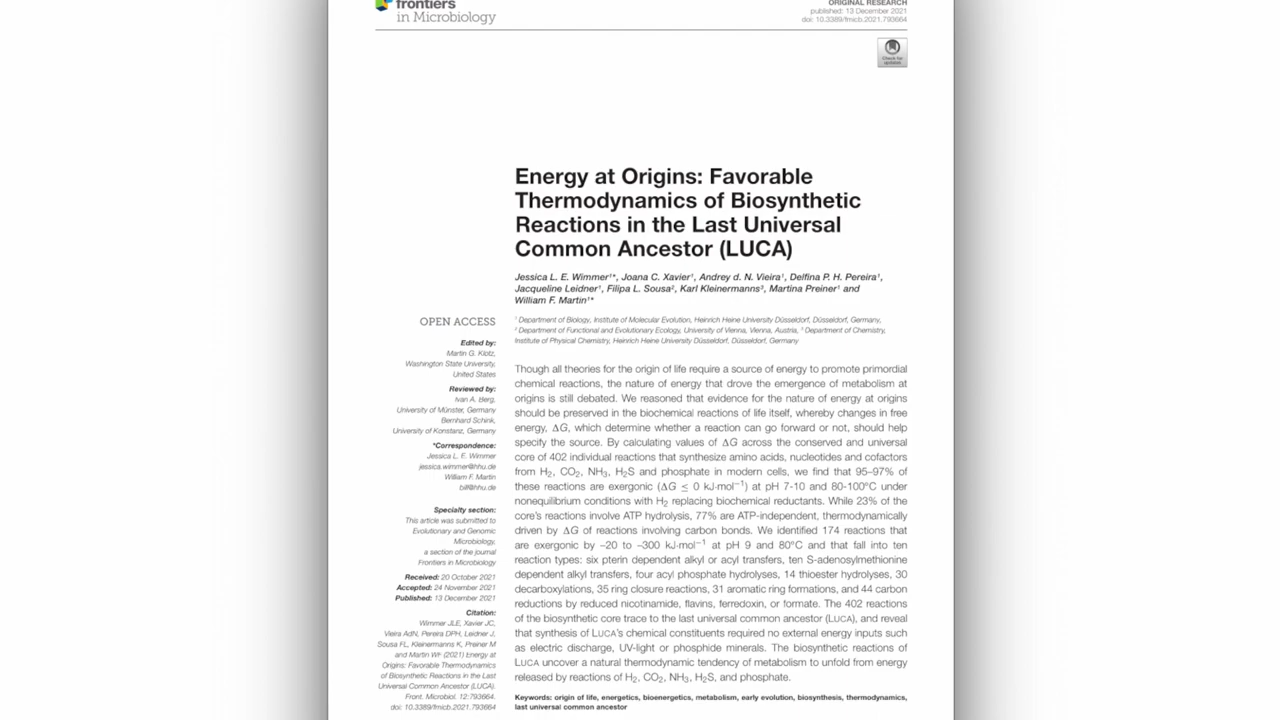 frontiers
in Microbiology
ORIGINAL RESEARCH
published: 13 December 2021
doi: 10.3389/fmicb.2021.793664
Check for
updates
Energy at Origins: Favorable
Thermodynamics of Biosynthetic
Reactions in the Last Universal
Common Ancestor (LUCA)
Jessica L. E. Wimmer¹*, Joana C. Xavier¹, Andrey d. N. Vieira¹, Delfina P. H. Pereira¹,
Jacqueline Leidner¹, Filipa L. Sousa², Karl Kleinermanns³, Martina Preiner¹ and
William F. Martin¹*
¹ Department of Biology, Institute of Molecular Evolution, Heinrich Heine University Düsseldorf, Düsseldorf, Germany,
² Department of Functional and Evolutionary Ecology, University of Vienna, Vienna, Austria, ³ Department of Chemistry,
Institute of Physical Chemistry, Heinrich Heine University Düsseldorf, Düsseldorf, Germany
OPEN ACCESS
Edited by:
Martin G. Klotz,
Washington State University,
United States
Reviewed by:
Ivan A. Berg,
University of Münster, Germany
Bernhard Schink,
University of Konstanz, Germany
*Correspondence:
Jessica L. E. Wimmer
jessica.wimmer@hhu.de
William F. Martin
bill@hhu.de
Specialty section:
This article was submitted to
Evolutionary and Genomic
Microbiology,
a section of the journal
Frontiers in Microbiology
Received: 20 October 2021
Accepted: 24 November 2021
Published: 13 December 2021
Citation:
Wimmer JLE, Xavier JC,
Vieira AdN, Pereira DPH, Leidner J,
Sousa FL, Kleinermanns K, Preiner M
and Martin WF (2021) Energy at
Origins: Favorable Thermodynamics
of Biosynthetic Reactions in the Last
Universal Common Ancestor (LUCA).
Front. Microbiol. 12:793664.
doi: 10.3389/fmicb.2021.793664
Though all theories for the origin of life require a source of energy to promote primordial
chemical reactions, the nature of energy that drove the emergence of metabolism at
origins is still debated. We reasoned that evidence for the nature of energy at origins
should be preserved in the biochemical reactions of life itself, whereby changes in free
energy, ΔG, which determine whether a reaction can go forward or not, should help
specify the source. By calculating values of ΔG across the conserved and universal
core of 402 individual reactions that synthesize amino acids, nucleotides and cofactors
from H₂, CO₂, NH₃, H₂S and phosphate in modern cells, we find that 95–97% of
these reactions are exergonic (ΔG ≤ 0 kJ·mol⁻¹) at pH 7-10 and 80-100°C under
nonequilibrium conditions with H₂ replacing biochemical reductants. While 23% of the
core's reactions involve ATP hydrolysis, 77% are ATP-independent, thermodynamically
driven by ΔG of reactions involving carbon bonds. We identified 174 reactions that
are exergonic by –20 to –300 kJ·mol⁻¹ at pH 9 and 80°C and that fall into ten
reaction types: six pterin dependent alkyl or acyl transfers, ten S-adenosylmethionine
dependent alkyl transfers, four acyl phosphate hydrolyses, 14 thioester hydrolyses, 30
decarboxylations, 35 ring closure reactions, 31 aromatic ring formations, and 44 carbon
reductions by reduced nicotinamide, flavins, ferredoxin, or formate. The 402 reactions
of the biosynthetic core trace to the last universal common ancestor (LUCA), and reveal
that synthesis of LUCA's chemical constituents required no external energy inputs such
as electric discharge, UV-light or phosphide minerals. The biosynthetic reactions of
LUCA uncover a natural thermodynamic tendency of metabolism to unfold from energy
released by reactions of H₂, CO₂, NH₃, H₂S, and phosphate.
Keywords: origin of life, energetics, bioenergetics, metabolism, early evolution, biosynthesis, thermodynamics,
last universal common ancestor